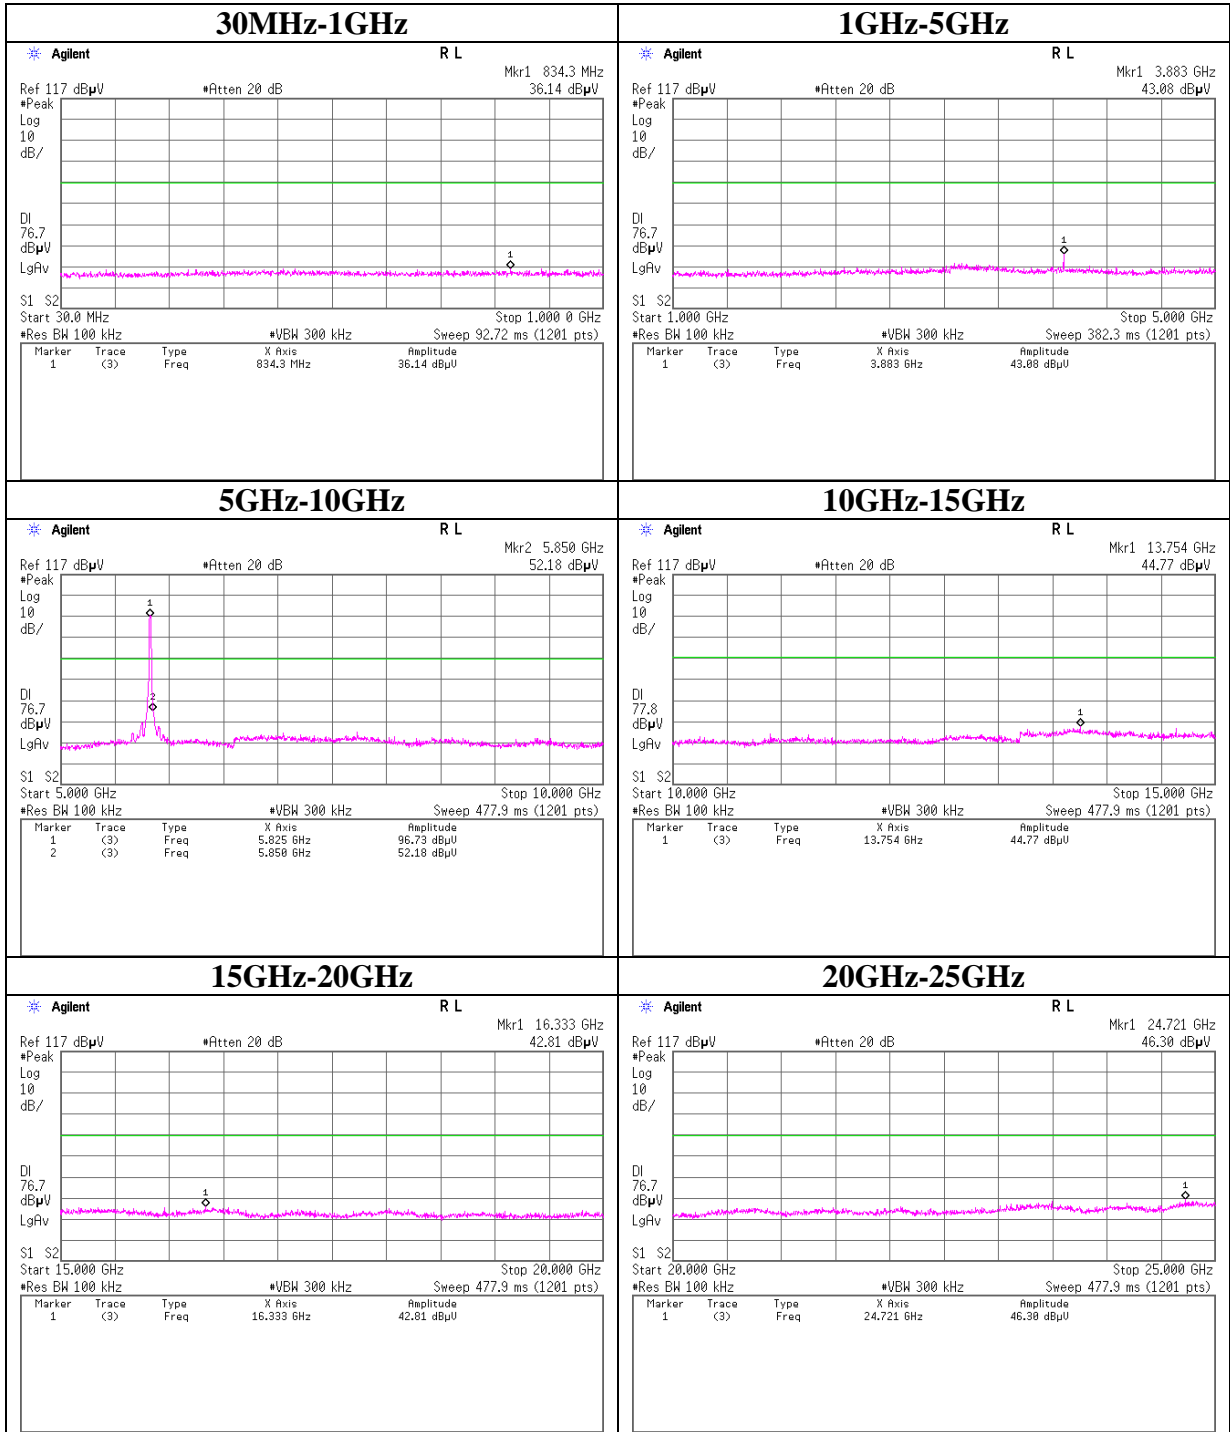 30MHz-1GHz
Agilent R L
Mkr1 834.3 MHz
Ref 117 dBµV #Atten 20 dB 36.14 dBµV
#Peak
Log
10
dB/
1
DI
76.7
dBµV
LgAv
S1 S2
Start 30.0 MHz Stop 1.000 0 GHz
#Res BW 100 kHz #VBW 300 kHz Sweep 92.72 ms (1201 pts)
Marker Trace Type X Axis Amplitude
1 (3) Freq 834.3 MHz 36.14 dBµV
1GHz-5GHz
Agilent R L
Mkr1 3.883 GHz
Ref 117 dBµV #Atten 20 dB 43.08 dBµV
#Peak
Log
10
dB/
1
DI
76.7
dBµV
LgAv
S1 S2
Start 1.000 GHz Stop 5.000 GHz
#Res BW 100 kHz #VBW 300 kHz Sweep 382.3 ms (1201 pts)
Marker Trace Type X Axis Amplitude
1 (3) Freq 3.883 GHz 43.08 dBµV
5GHz-10GHz
Agilent R L
Mkr2 5.850 GHz
Ref 117 dBµV #Atten 20 dB 52.18 dBµV
#Peak
Log
10
dB/
1
2
DI
76.7
dBµV
LgAv
S1 S2
Start 5.000 GHz Stop 10.000 GHz
#Res BW 100 kHz #VBW 300 kHz Sweep 477.9 ms (1201 pts)
Marker Trace Type X Axis Amplitude
1 (3) Freq 5.825 GHz 96.73 dBµV
2 (3) Freq 5.850 GHz 52.18 dBµV
10GHz-15GHz
Agilent R L
Mkr1 13.754 GHz
Ref 117 dBµV #Atten 20 dB 44.77 dBµV
#Peak
Log
10
dB/
1
DI
77.8
dBµV
LgAv
S1 S2
Start 10.000 GHz Stop 15.000 GHz
#Res BW 100 kHz #VBW 300 kHz Sweep 477.9 ms (1201 pts)
Marker Trace Type X Axis Amplitude
1 (3) Freq 13.754 GHz 44.77 dBµV
15GHz-20GHz
Agilent R L
Mkr1 16.333 GHz
Ref 117 dBµV #Atten 20 dB 42.81 dBµV
#Peak
Log
10
dB/
1
DI
76.7
dBµV
LgAv
S1 S2
Start 15.000 GHz Stop 20.000 GHz
#Res BW 100 kHz #VBW 300 kHz Sweep 477.9 ms (1201 pts)
Marker Trace Type X Axis Amplitude
1 (3) Freq 16.333 GHz 42.81 dBµV
20GHz-25GHz
Agilent R L
Mkr1 24.721 GHz
Ref 117 dBµV #Atten 20 dB 46.30 dBµV
#Peak
Log
10
dB/
1
DI
76.7
dBµV
LgAv
S1 S2
Start 20.000 GHz Stop 25.000 GHz
#Res BW 100 kHz #VBW 300 kHz Sweep 477.9 ms (1201 pts)
Marker Trace Type X Axis Amplitude
1 (3) Freq 24.721 GHz 46.30 dBµV